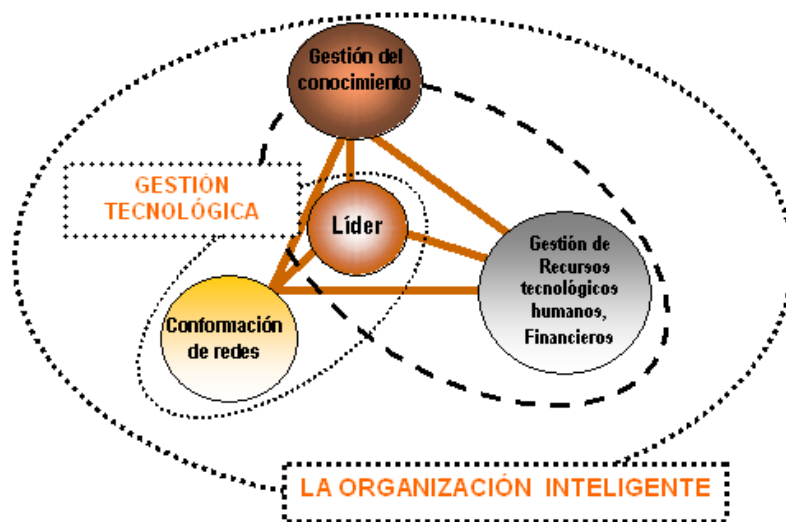 Gestión del
conocimiento
GESTIÓN
TECNOLÓGICA
Líder
Gestión de
Recursos
tecnológicos
humanos,
Financieros
Conformación
de redes
LA ORGANIZACIÓN INTELIGENTE